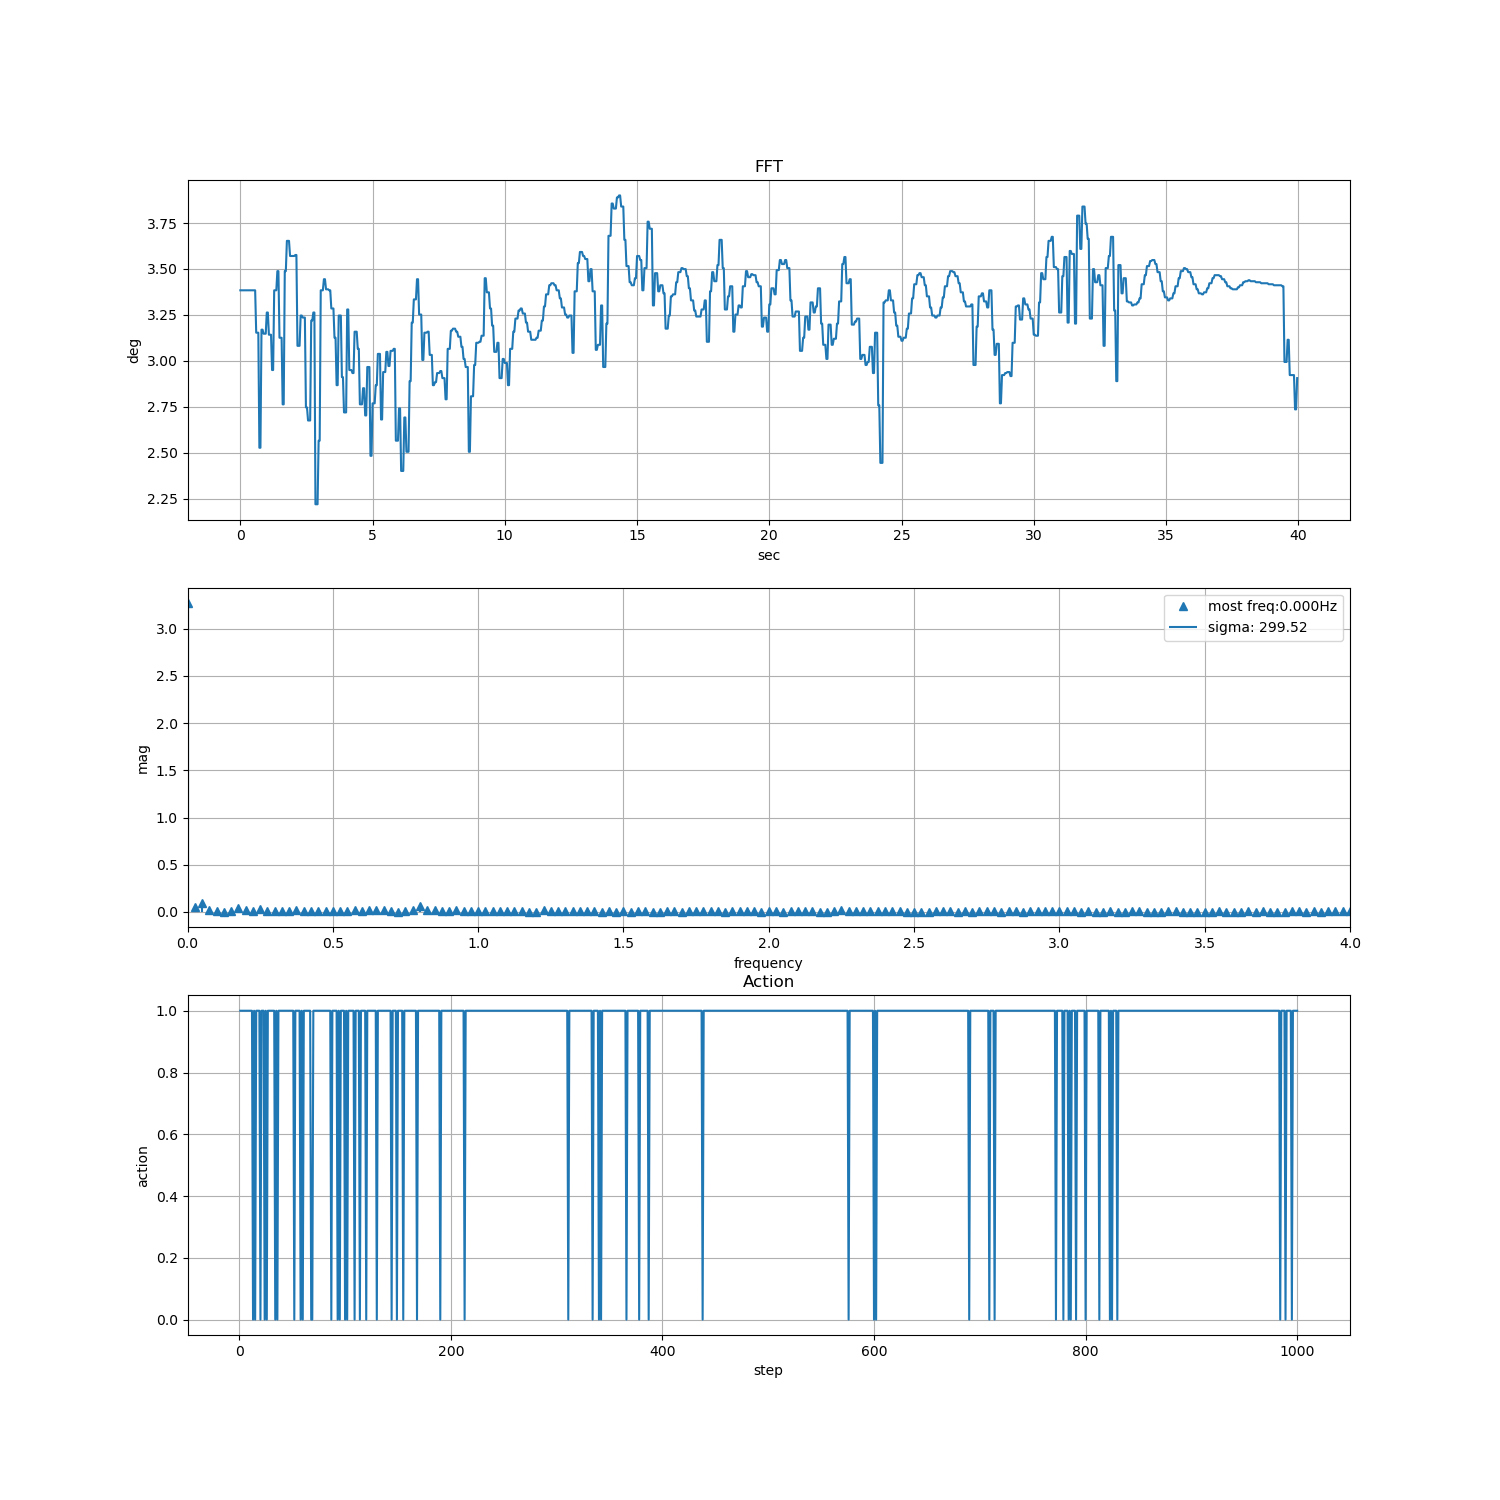 FFT
deg
3.75
3.50
3.25
3.00
2.75
2.50
2.25
0 5 10 15 20 25 30 35 40
sec
mag
3.0
2.5
2.0
1.5
1.0
0.5
0.0
most freq:0.000Hz
sigma: 299.52
0.0 0.5 1.0 1.5 2.0 2.5 3.0 3.5 4.0
frequency
Action
action
1.0
0.8
0.6
0.4
0.2
0.0
0 200 400 600 800 1000
step